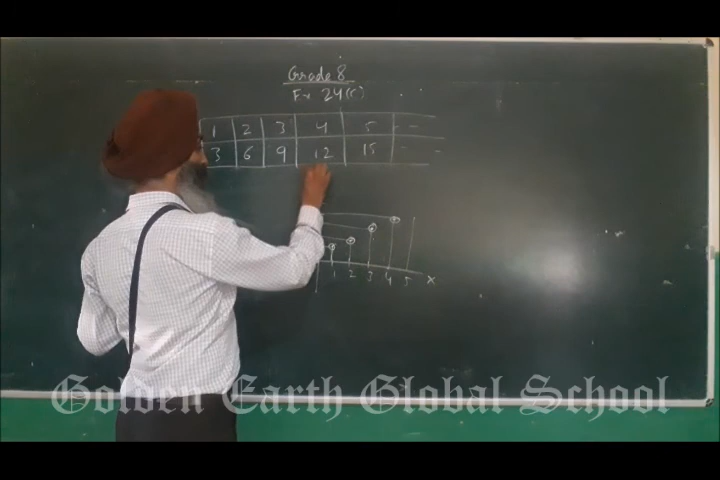 Grade 8
Ex 24(c)
1 2 3 4 5 - -
3 6 9 12 15 - -
1 2 3 4 5 X
Golden Earth Global School